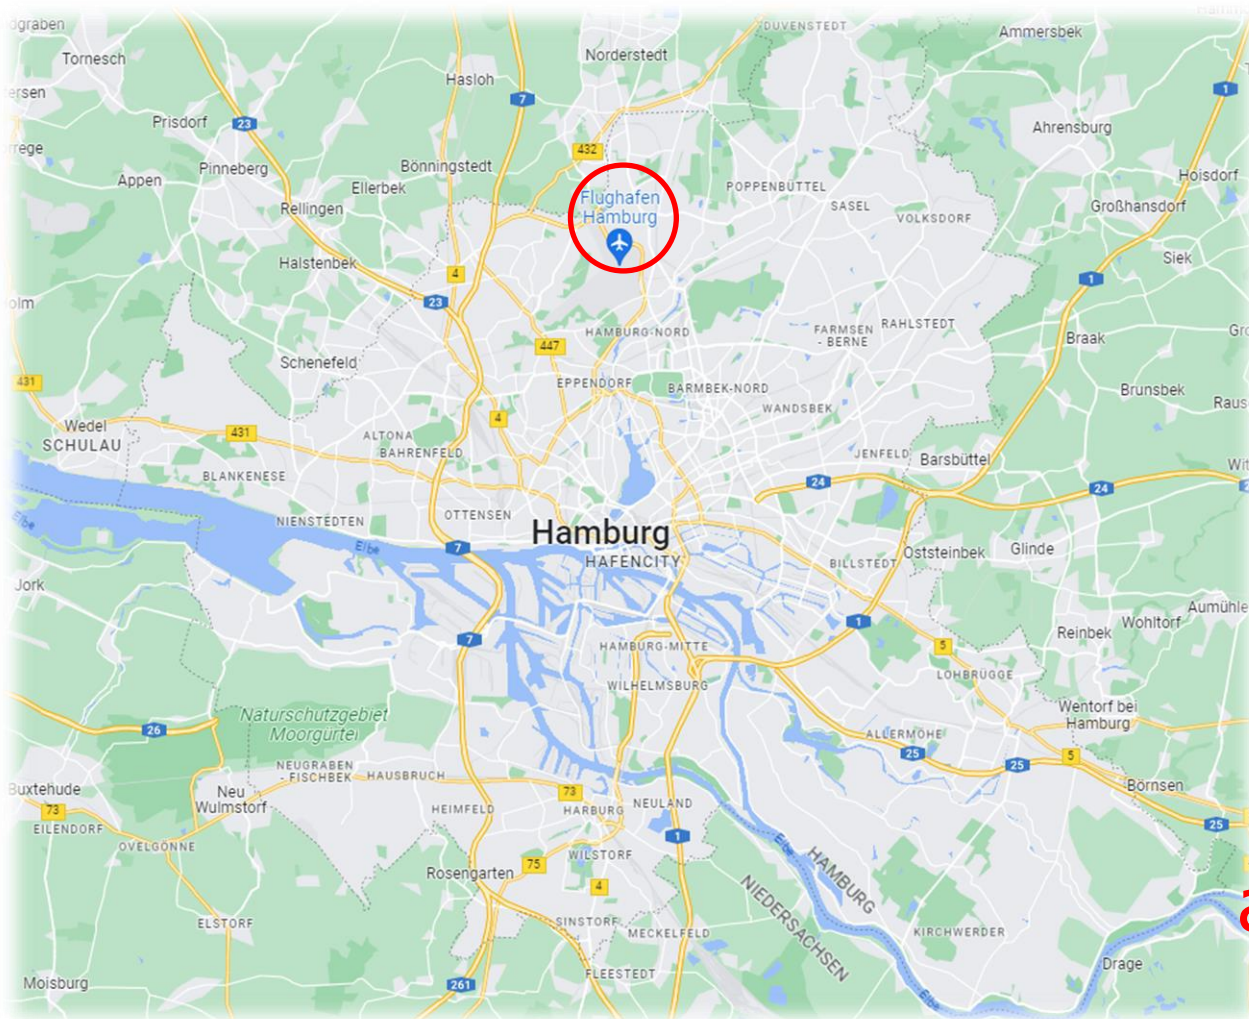 DUVENSTEDT
Ammersbek
Tornesch
Norderstedt
Hasloh
7
1
Prisdorf
23
Ahrensburg
432
Pinneberg
Bönningstedt
Appen
Ellerbek
Hoisdorf
POPPENBÜTTEL
Flughafen
Hamburg
SASEL
VOLKSDORF
Großhansdorf
Rellingen
Halstenbek
Siek
4
1
23
HAMBURG-NORD
FARMSEN
- BERNE
RAHLSTEDT
Braak
447
Schenefeld
431
EPPENDORF
BARMBEK-NORD
Brunsbek
WANDSBEK
4
Wedel
SCHULAU
431
ALTONA
BAHRENFELD
JENFELD
Barsbüttel
BLANKENESE
24
24
NIENSTEDTEN
OTTENSEN
Elbe
Hamburg
Elbe
7
HAFENCITY
BILLSTEDT
Oststeinbek
Glinde
Jork
Aumühle
1
Wohltorf
Reinbek
7
HAMBURG-MITTE
5
WILHELMSBURG
LOHBRÜGGE
Wentorf bei
Hamburg
Naturschutzgebiet
Moorgürtel
26
ALLERMÖHE
25
25
5
NEUGRABEN
- FISCHBEK
HAUSBRUCH
Buxtehude
Neu
Wulmstorf
73
Börnsen
73
HEIMFELD
HARBURG
NEULAND
25
EILENDORF
1
OVELGÖNNE
Elbe
WILSTORF
HAMBURG
75
Rosengarten
4
NIEDERSACHSEN
ELSTORF
SINSTORF
MECKELFELD
KIRCHWERDER
Drage
FLEESTEDT
Moisburg
261
Elbe